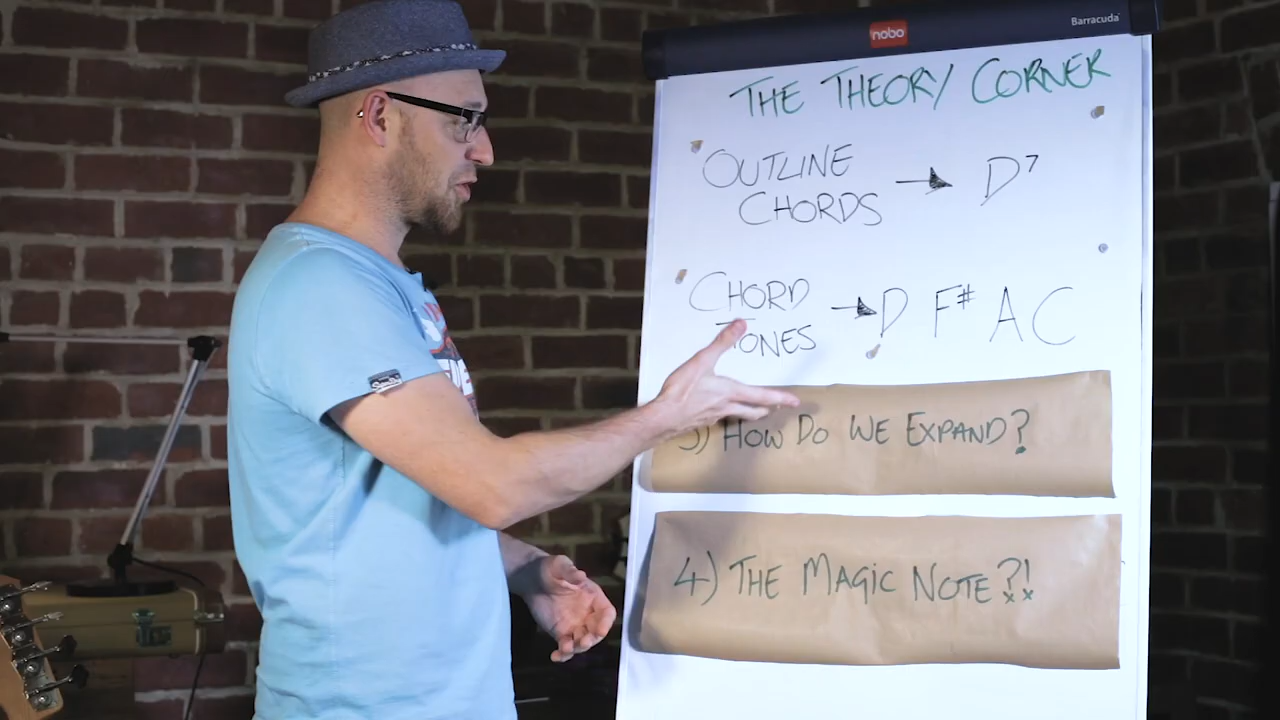 nobo
Barracuda
THE THEORY CORNER
OUTLINE
CHORDS → D7
CHORD
TONES → D F# A C
3) HOW DO WE EXPAND?
4) THE MAGIC NOTE?!